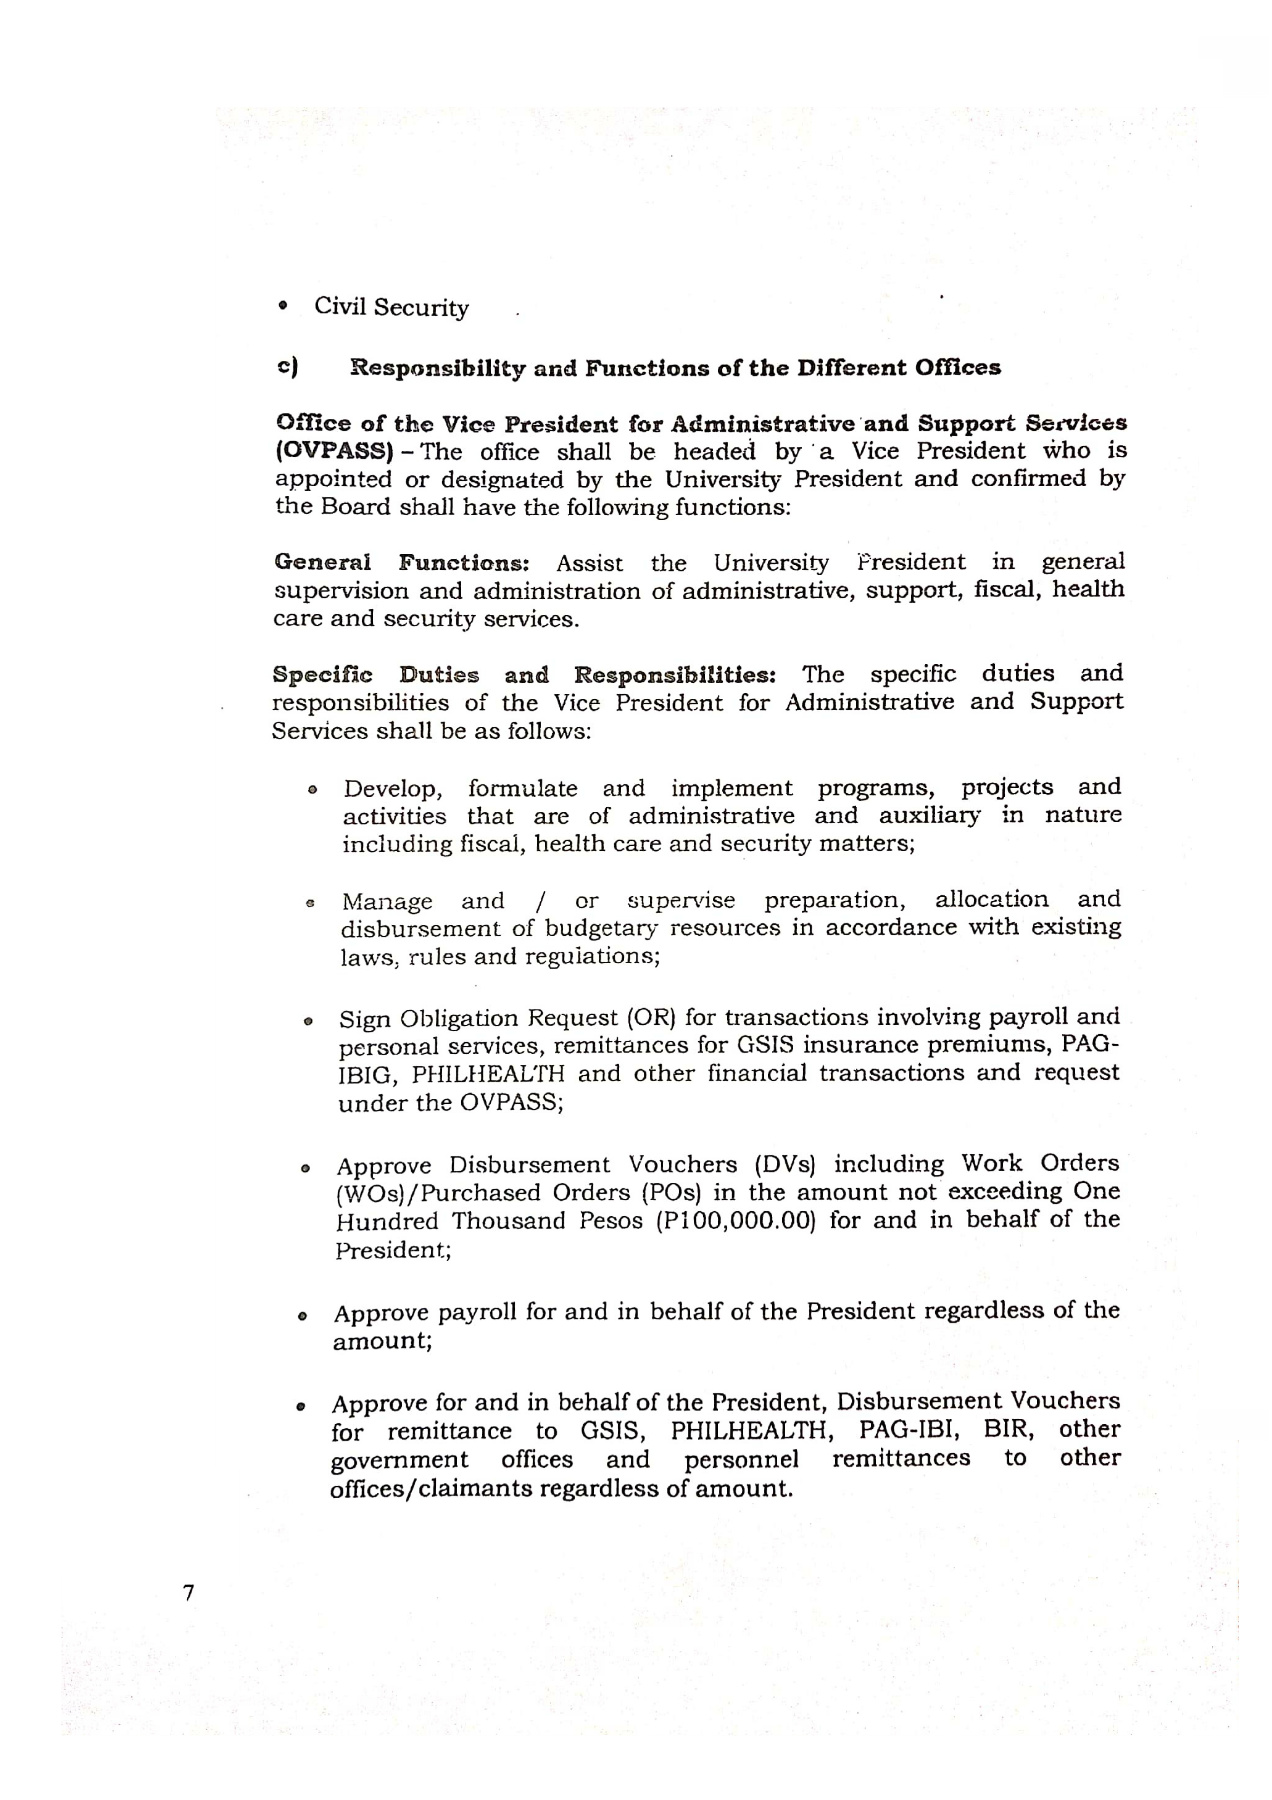 • Civil Security
c) Responsibility and Functions of the Different Offices
Office of the Vice President for Administrative and Support Services
(OVPASS) – The office shall be headed by a Vice President who is
appointed or designated by the University President and confirmed by
the Board shall have the following functions:
General Functions: Assist the University President in general
supervision and administration of administrative, support, fiscal, health
care and security services.
Specific Duties and Responsibilities: The specific duties and
responsibilities of the Vice President for Administrative and Support
Services shall be as follows:
• Develop, formulate and implement programs, projects and
activities that are of administrative and auxiliary in nature
including fiscal, health care and security matters;
• Manage and / or supervise preparation, allocation and
disbursement of budgetary resources in accordance with existing
laws, rules and regulations;
• Sign Obligation Request (OR) for transactions involving payroll and
personal services, remittances for GSIS insurance premiums, PAG-
IBIG, PHILHEALTH and other financial transactions and request
under the OVPASS;
• Approve Disbursement Vouchers (DVs) including Work Orders
(WOs)/Purchased Orders (POs) in the amount not exceeding One
Hundred Thousand Pesos (P100,000.00) for and in behalf of the
President;
• Approve payroll for and in behalf of the President regardless of the
amount;
• Approve for and in behalf of the President, Disbursement Vouchers
for remittance to GSIS, PHILHEALTH, PAG-IBI, BIR, other
government offices and personnel remittances to other
offices/claimants regardless of amount.
7